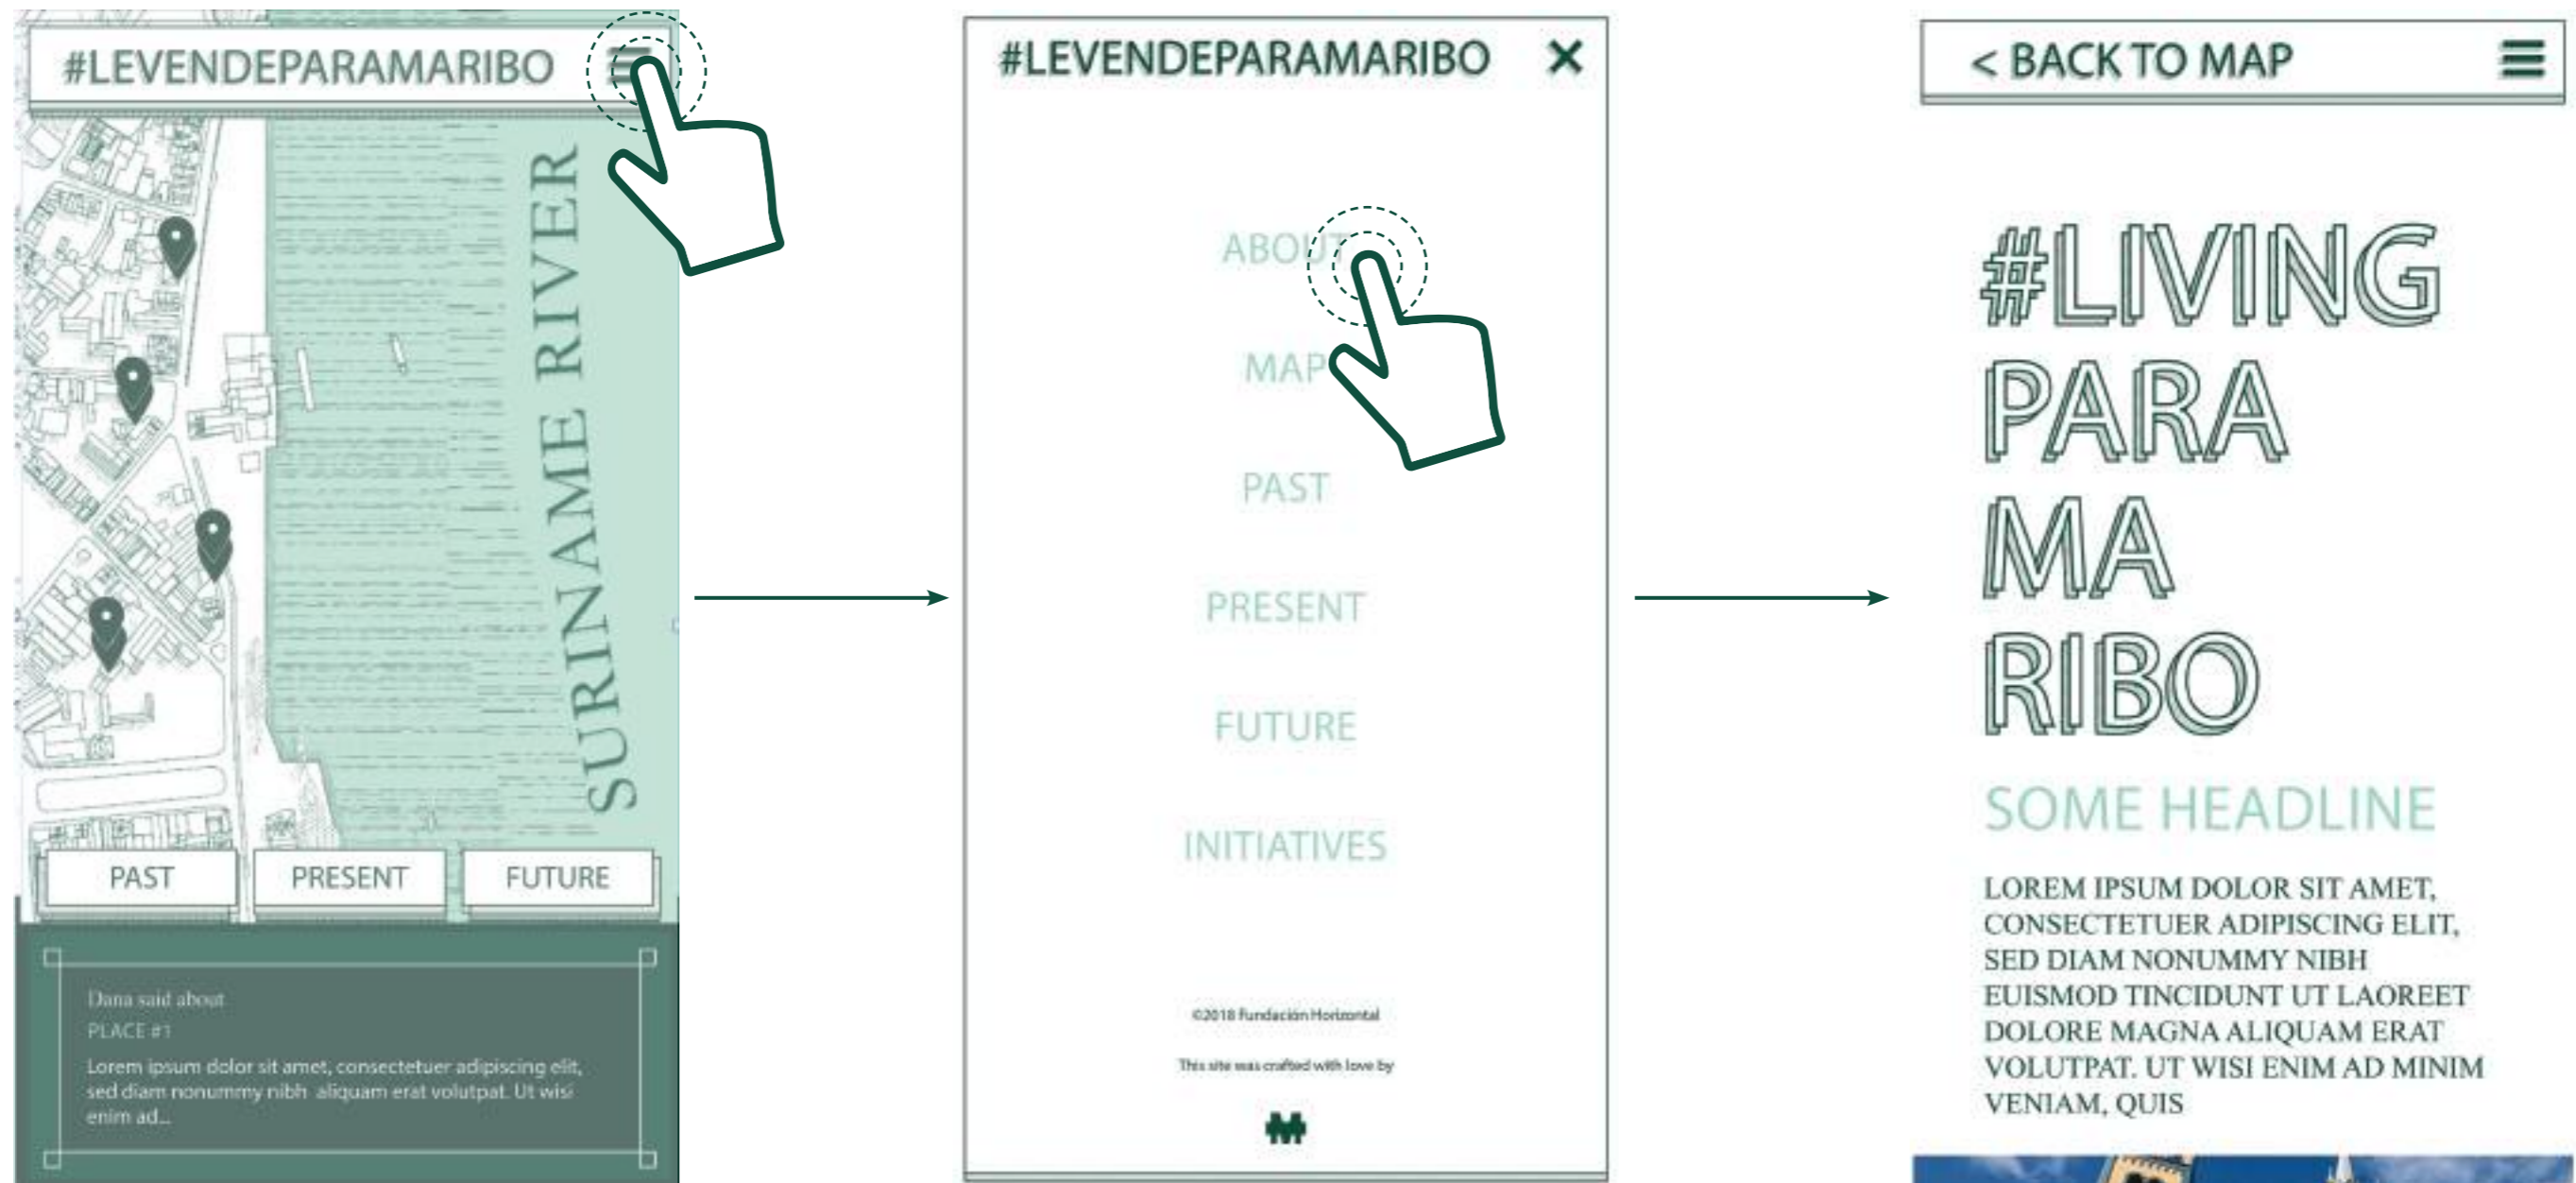 #LEVENDEPARAMARIBO
SURINAME RIVER
PAST
PRESENT
FUTURE
Dana said about
PLACE #1
Lorem ipsum dolor sit amet, consectetuer adipiscing elit,
sed diam nonummy nibh aliquam erat volutpat. Ut wisi
enim ad...
#LEVENDEPARAMARIBO
ABOUT
MAP
PAST
PRESENT
FUTURE
INITIATIVES
©2018 Fundación Horizontal
This site was crafted with love by
< BACK TO MAP
#LIVING
PARA
MA
RIBO
SOME HEADLINE
LOREM IPSUM DOLOR SIT AMET,
CONSECTETUER ADIPISCING ELIT,
SED DIAM NONUMMY NIBH
EUISMOD TINCIDUNT UT LAOREET
DOLORE MAGNA ALIQUAM ERAT
VOLUTPAT. UT WISI ENIM AD MINIM
VENIAM, QUIS